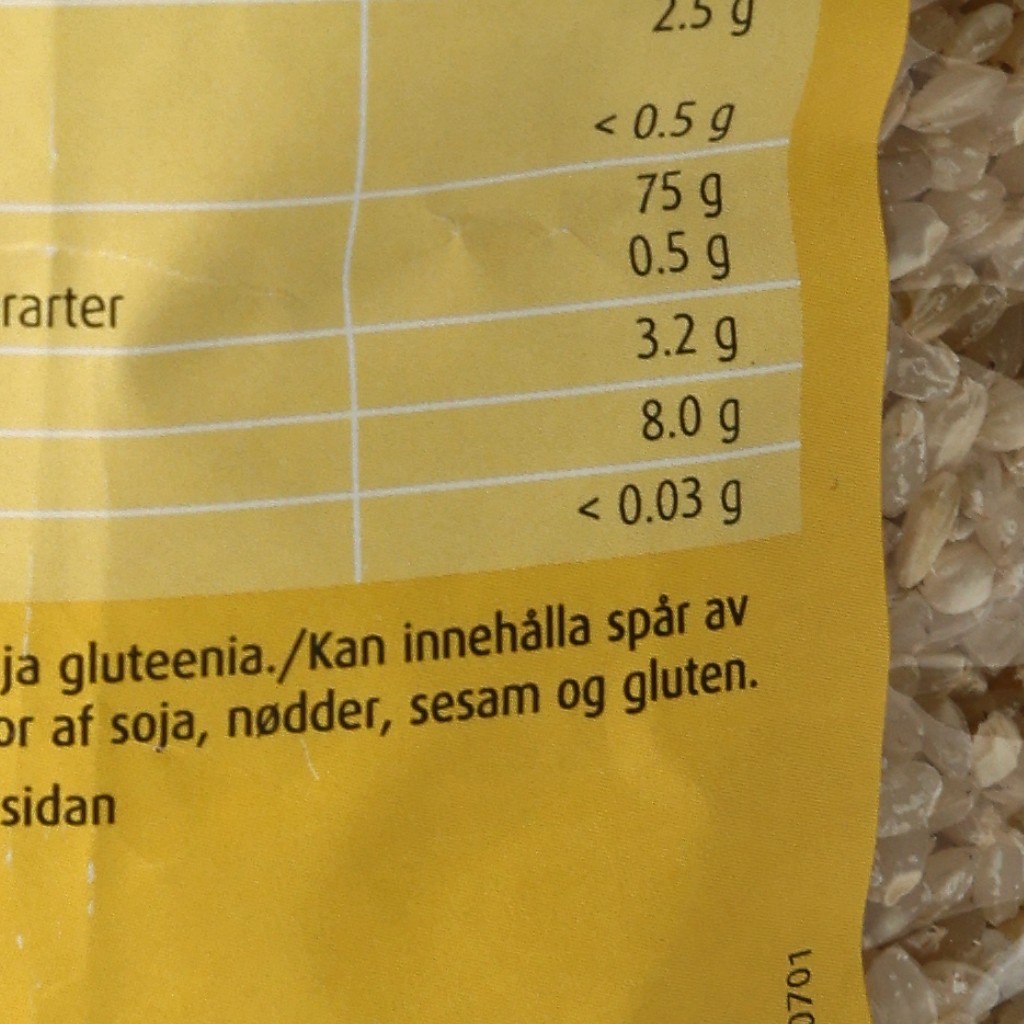 2.5 g
< 0.5 g
75 g
0.5 g
rarter
3.2 g
8.0 g
< 0.03 g
ja gluteenia./Kan innehålla spår av
or af soja, nødder, sesam og gluten.
sidan
0701